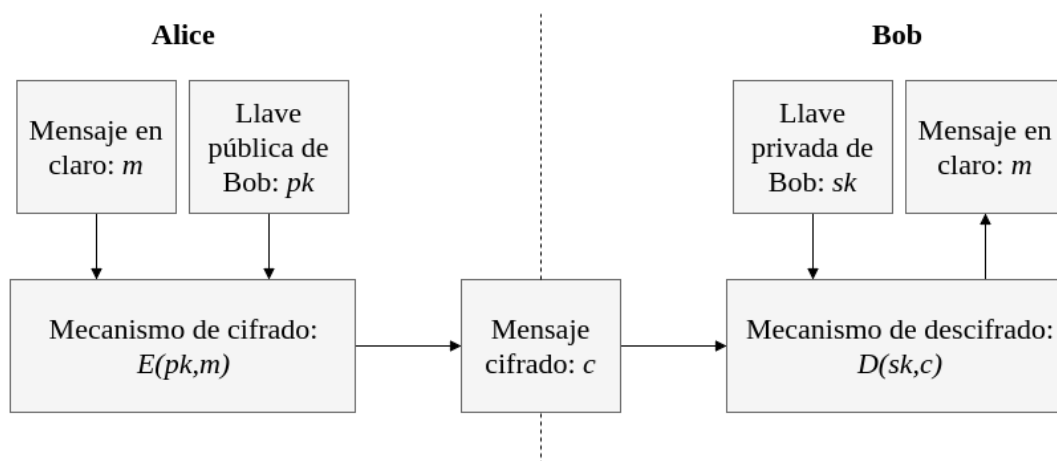 Alice
Bob
Mensaje en
claro: m
Llave
pública de
Bob: pk
Llave
privada de
Bob: sk
Mensaje en
claro: m
Mecanismo de cifrado:
E(pk,m)
Mensaje
cifrado: c
Mecanismo de descifrado:
D(sk,c)